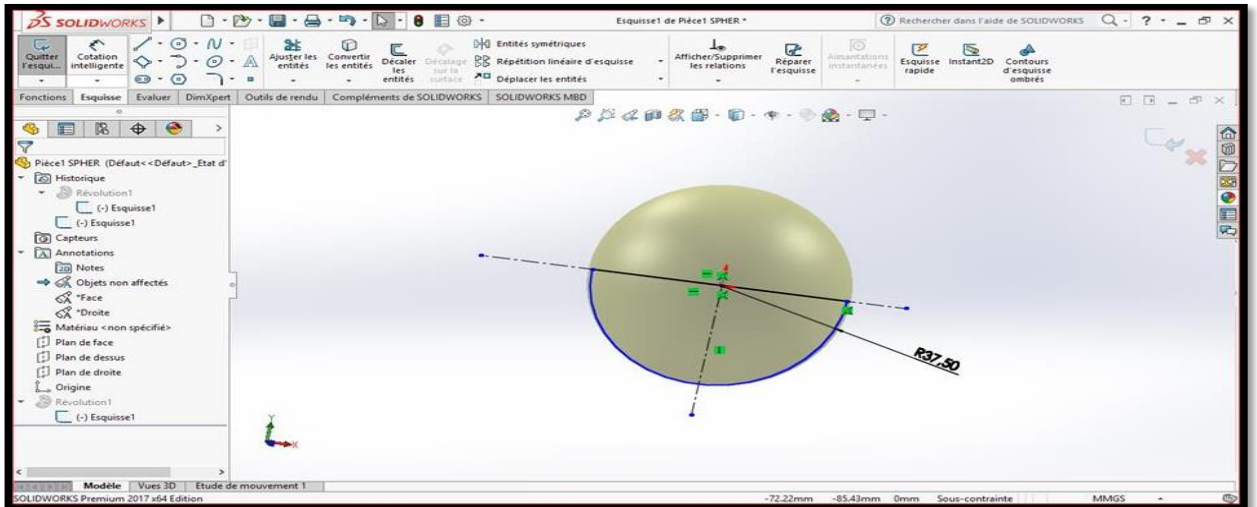 SOLIDWORKS
Esquisse1 de Pièce1 SPHER *
Rechercher dans l'aide de SOLIDWORKS
Quitter l'esqui...
Cotation intelligente
Ajuster les entités
Convertir les entités
Décaler les entités
Décalage sur la surface
Entités symétriques
Répétition linéaire d'esquisse
Déplacer les entités
Afficher/Supprimer les relations
Réparer l'esquisse
Aimantations instantanées
Esquisse rapide
Instant2D
Contours d'esquisse ombrés
Fonctions Esquisse Evaluer DimXpert Outils de rendu Compléments de SOLIDWORKS SOLIDWORKS MBD
Pièce1 SPHER (Défaut<<Défaut>_Etat d'
Historique
Révolution1
(-) Esquisse1
(-) Esquisse1
Capteurs
Annotations
Notes
Objets non affectés
*Face
*Droite
Matériau <non spécifié>
Plan de face
Plan de dessus
Plan de droite
Origine
Révolution1
(-) Esquisse1
R37,50
Y
X
Modèle Vues 3D Etude de mouvement 1
SOLIDWORKS Premium 2017 x64 Edition
-72.22mm -85.43mm 0mm Sous-contrainte MMGS